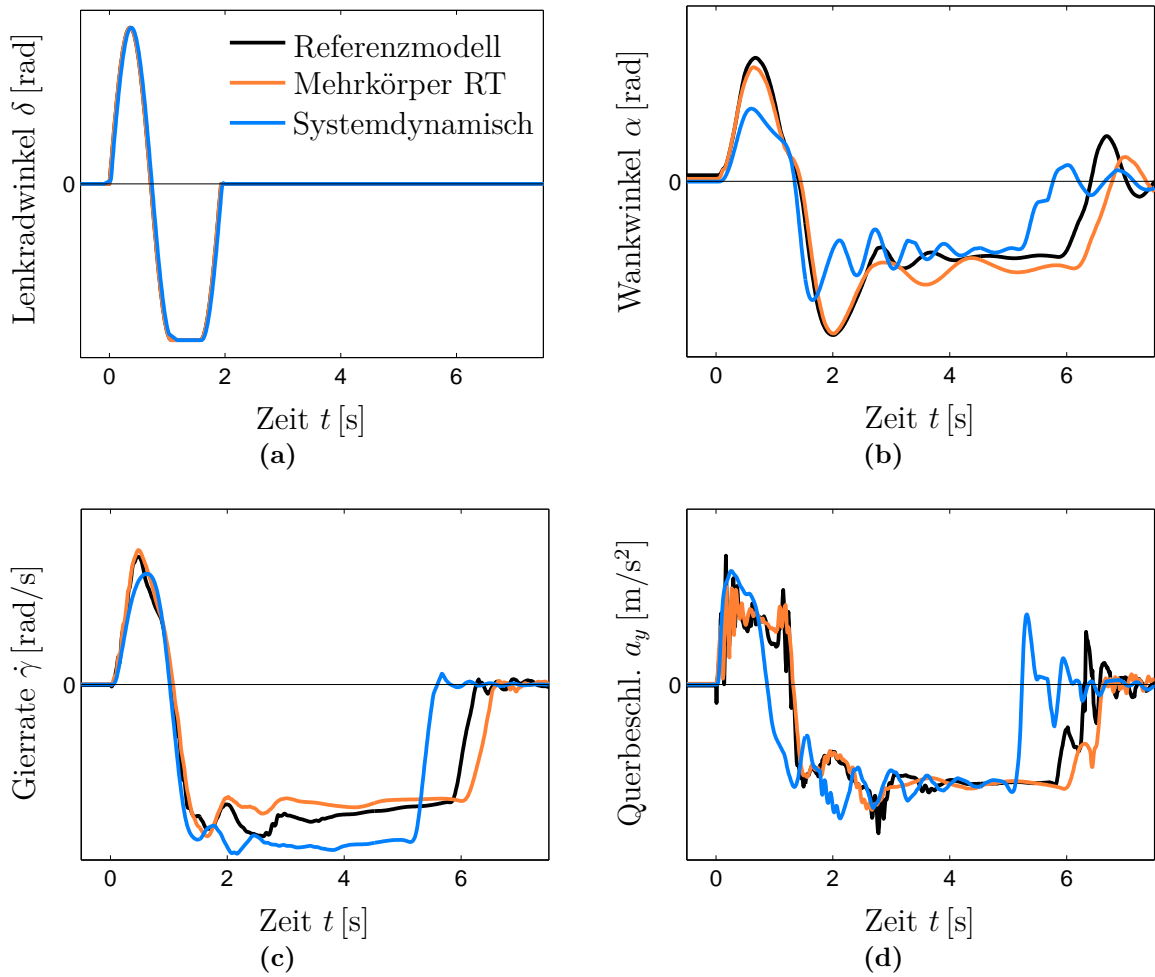 Lenkradwinkel δ [rad]
0
Referenzmodell
Mehrkörper RT
Systemdynamisch
0 2 4 6
Zeit t [s]
(a)
Wankwinkel α [rad]
0
0 2 4 6
Zeit t [s]
(b)
Gierrate γ̇ [rad/s]
0
0 2 4 6
Zeit t [s]
(c)
Querbeschl. a_y [m/s²]
0
0 2 4 6
Zeit t [s]
(d)